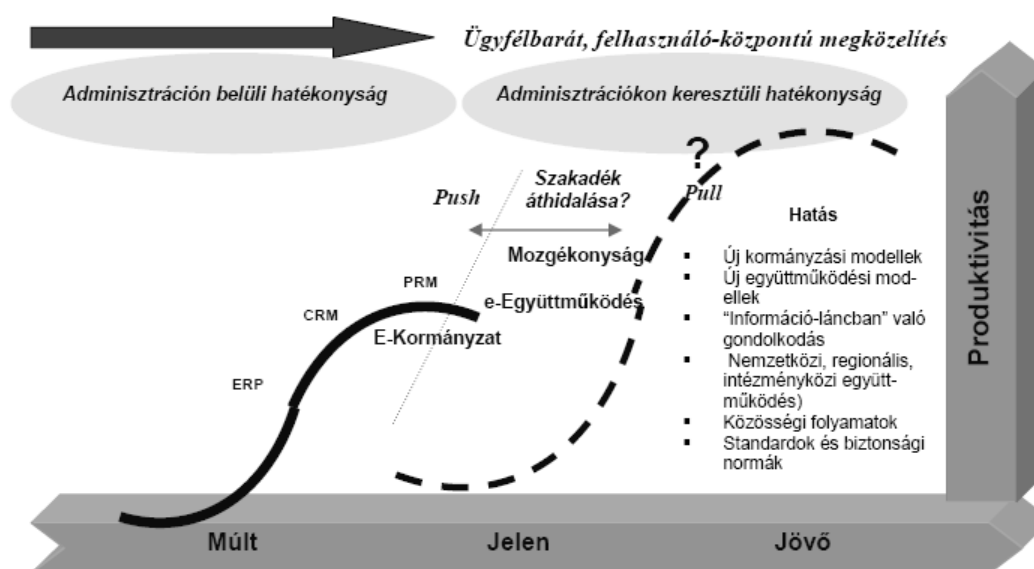 Ügyfélbarát, felhasználó-központú megközelítés
Adminisztráción belüli hatékonyság
Adminisztrációkon keresztüli hatékonyság
?
Push
Szakadék
áthidalása?
Pull
Hatás
Mozgékonyság
PRM
e-Együttműködés
CRM
E-Kormányzat
ERP
▪ Új kormányzási modellek
▪ Új együttműködési mod-
ellek
▪ “Információ-láncban” való
gondolkodás
▪ Nemzetközi, regionális,
intézményközi együtt-
működés)
▪ Közösségi folyamatok
▪ Standardok és biztonsági
normák
Produktivitás
Múlt
Jelen
Jövő